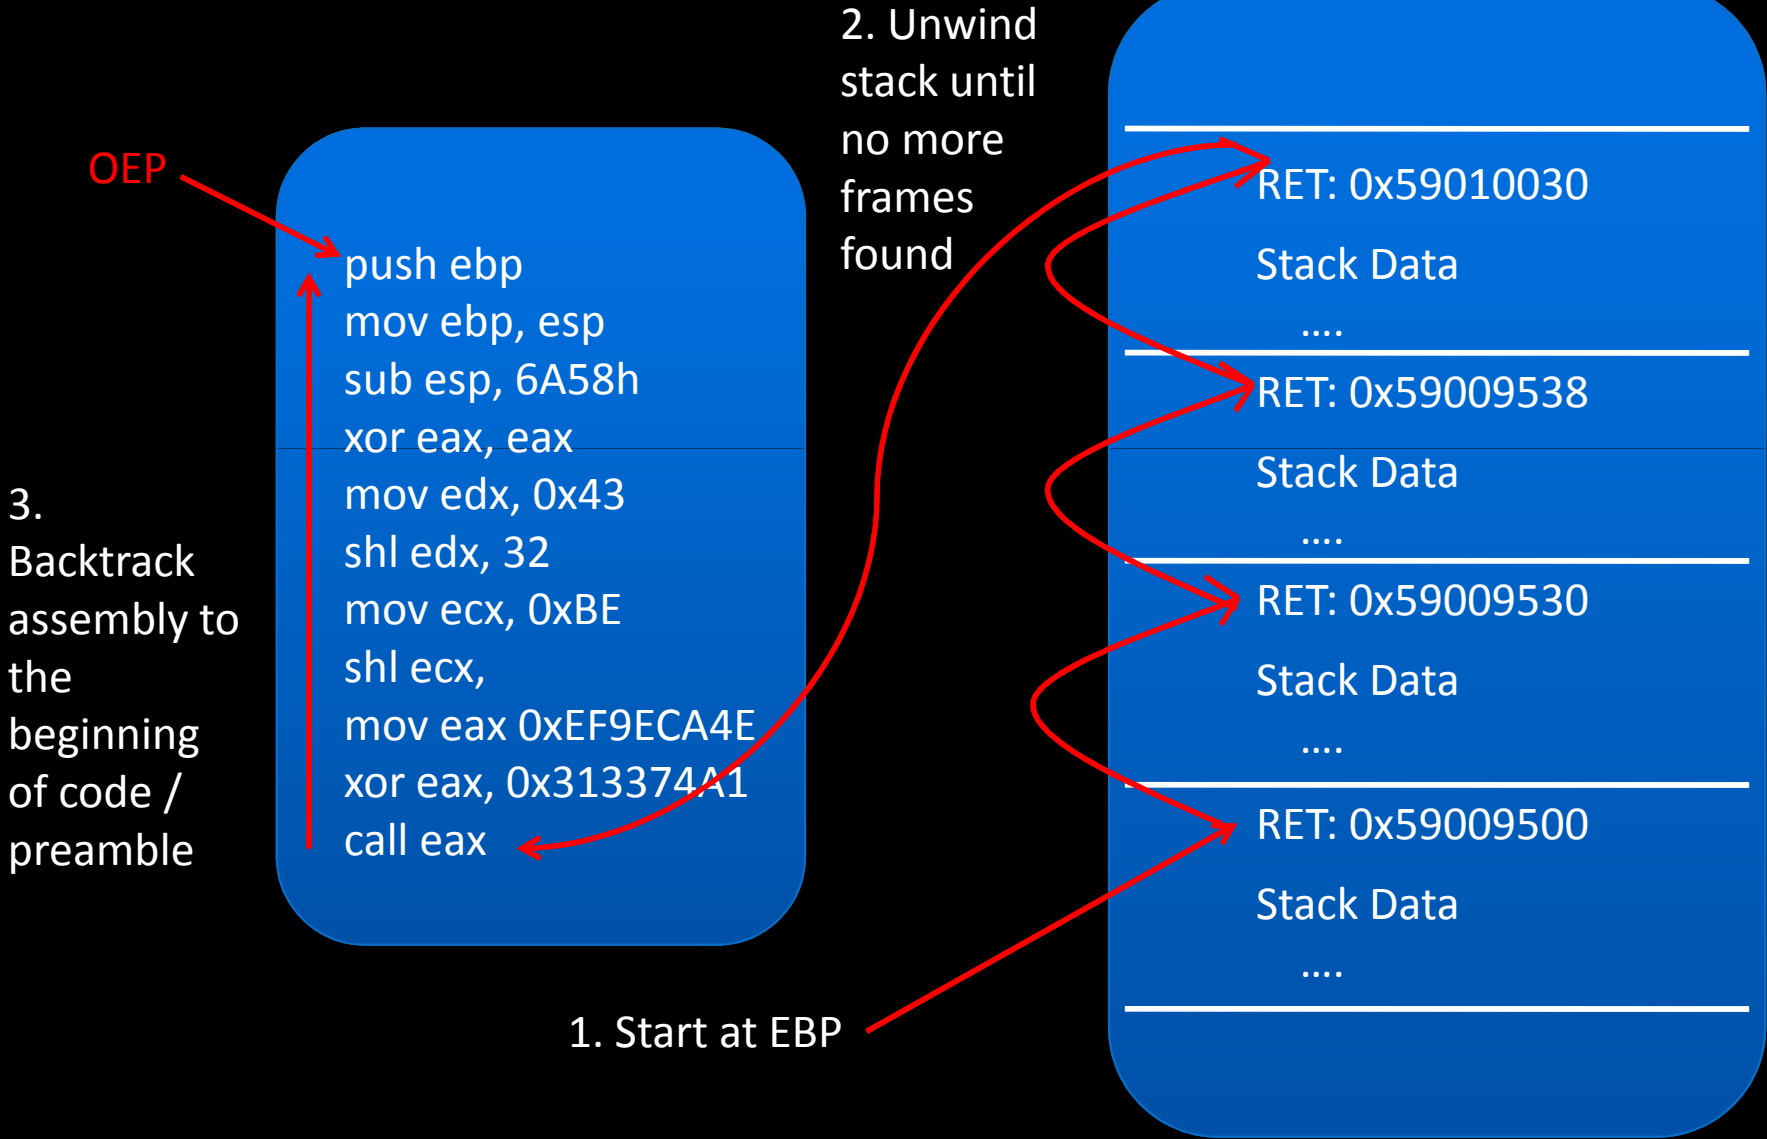 OEP
push ebp
mov ebp, esp
sub esp, 6A58h
xor eax, eax
mov edx, 0x43
shl edx, 32
mov ecx, 0xBE
shl ecx,
mov eax 0xEF9ECA4E
xor eax, 0x313374A1
call eax
3.
Backtrack
assembly to
the
beginning
of code /
preamble
2. Unwind
stack until
no more
frames
found
1. Start at EBP
RET: 0x59010030
Stack Data
....
RET: 0x59009538
Stack Data
....
RET: 0x59009530
Stack Data
....
RET: 0x59009500
Stack Data
....